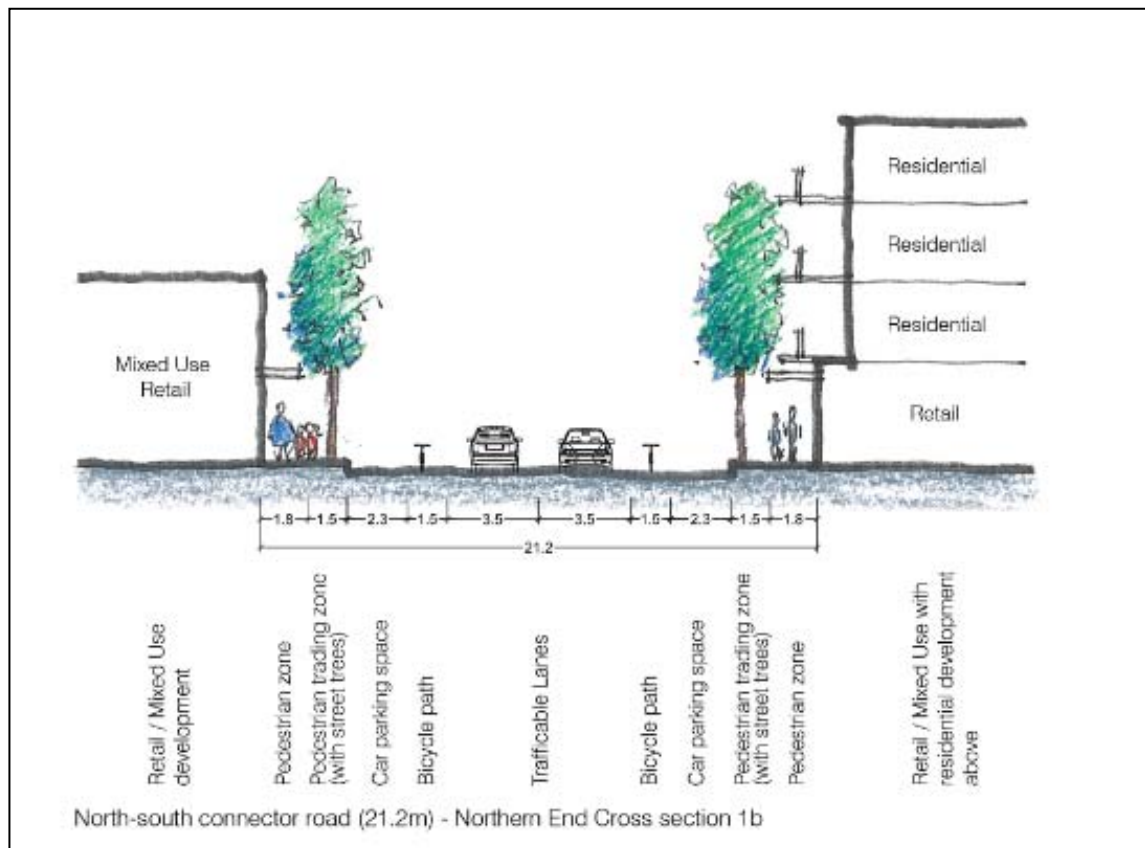 Residential
Residential
Residential
Mixed Use
Retail
Retail
1.8 1.5 2.3 1.5 3.5 3.5 1.5 2.3 1.5 1.8
21.2
Retail / Mixed Use
development
Pedestrian zone
Pedestrian trading zone
(with street trees)
Car parking space
Bicycle path
Trafficable Lanes
Bicycle path
Car parking space
Pedestrian trading zone
(with street trees)
Pedestrian zone
Retail / Mixed Use with
residential development
above
North-south connector road (21.2m) - Northern End Cross section 1b